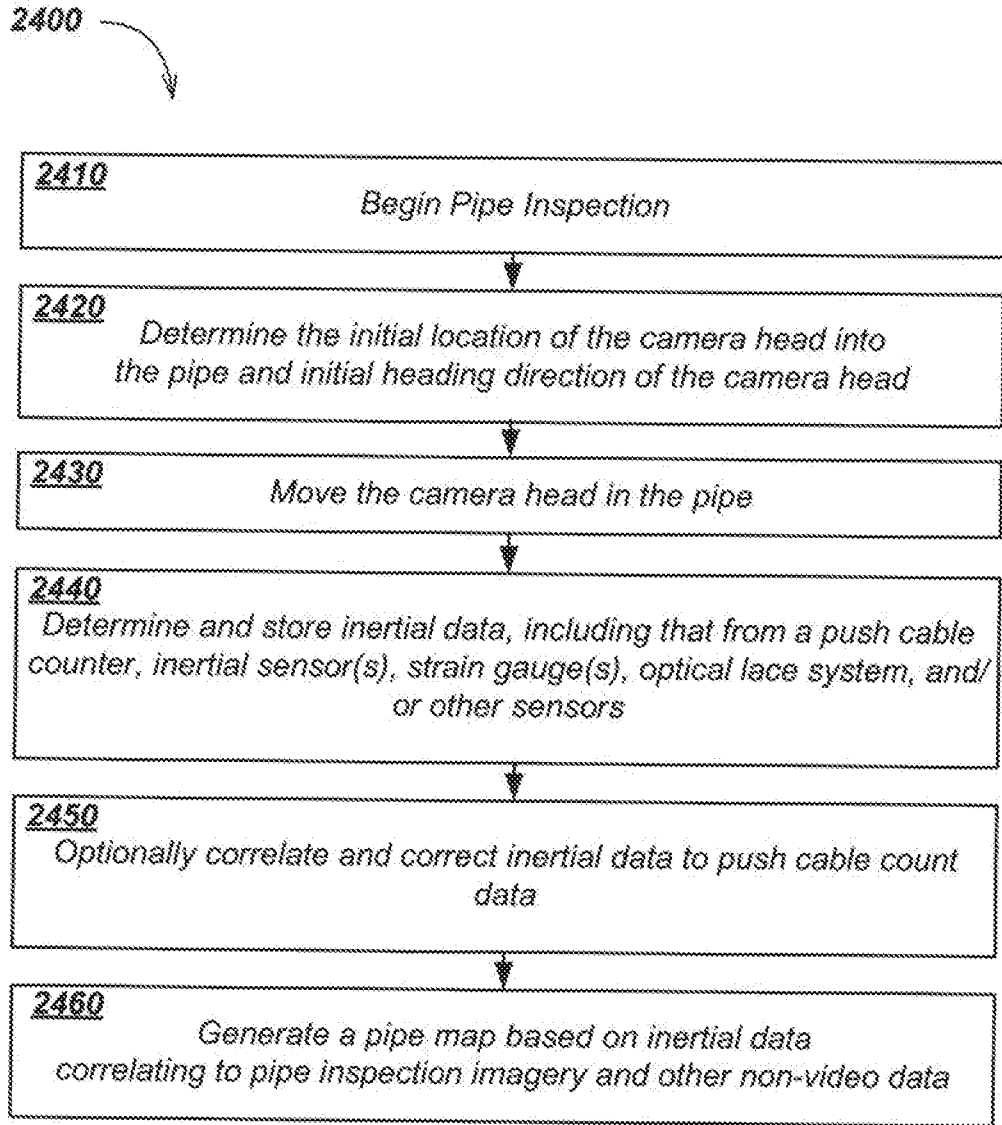 2400
2410
Begin Pipe Inspection
2420
Determine the initial location of the camera head into
the pipe and initial heading direction of the camera head
2430
Move the camera head in the pipe
2440
Determine and store inertial data, including that from a push cable
counter, inertial sensor(s), strain gauge(s), optical lace system, and/
or other sensors
2450
Optionally correlate and correct inertial data to push cable count
data
2460
Generate a pipe map based on inertial data
correlating to pipe inspection imagery and other non-video data